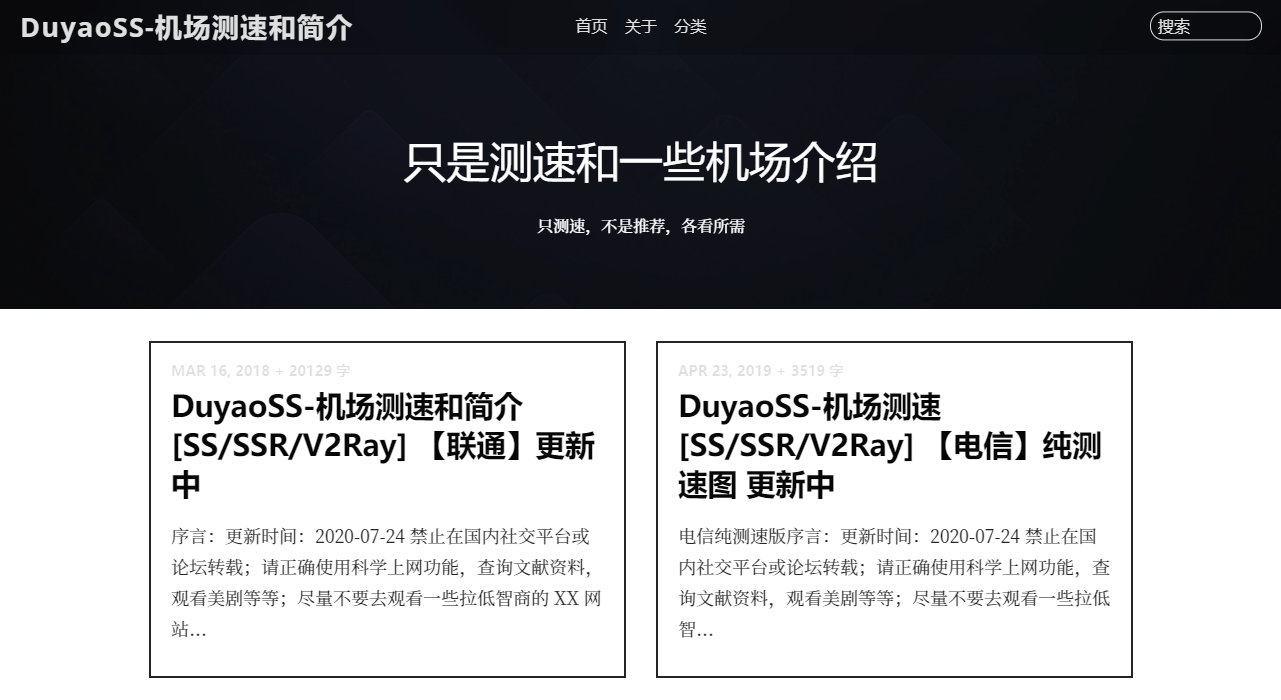 DuyaoSS-机场测速和简介
首页 关于 分类
搜索
只是测速和一些机场介绍
只测速，不是推荐，各看所需
MAR 16, 2018 + 20129 字
DuyaoSS-机场测速和简介
[SS/SSR/V2Ray] 【联通】更新
中
序言：更新时间：2020-07-24 禁止在国内社交平台或
论坛转载；请正确使用科学上网功能，查询文献资料，
观看美剧等等；尽量不要去观看一些拉低智商的 XX 网
站...
APR 23, 2019 + 3519 字
DuyaoSS-机场测速
[SS/SSR/V2Ray] 【电信】纯测
速图 更新中
电信纯测速版序言：更新时间：2020-07-24 禁止在国
内社交平台或论坛转载；请正确使用科学上网功能，查
询文献资料，观看美剧等等；尽量不要去观看一些拉低
智...